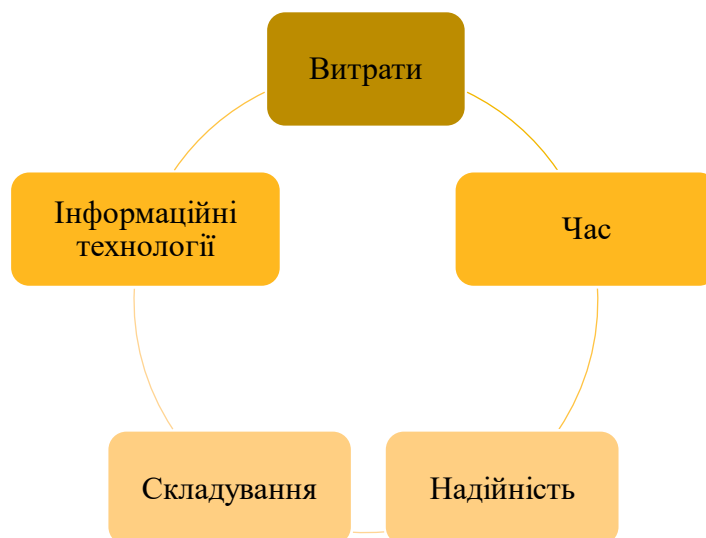 Витрати
Інформаційні
технології
Час
Складування
Надійність